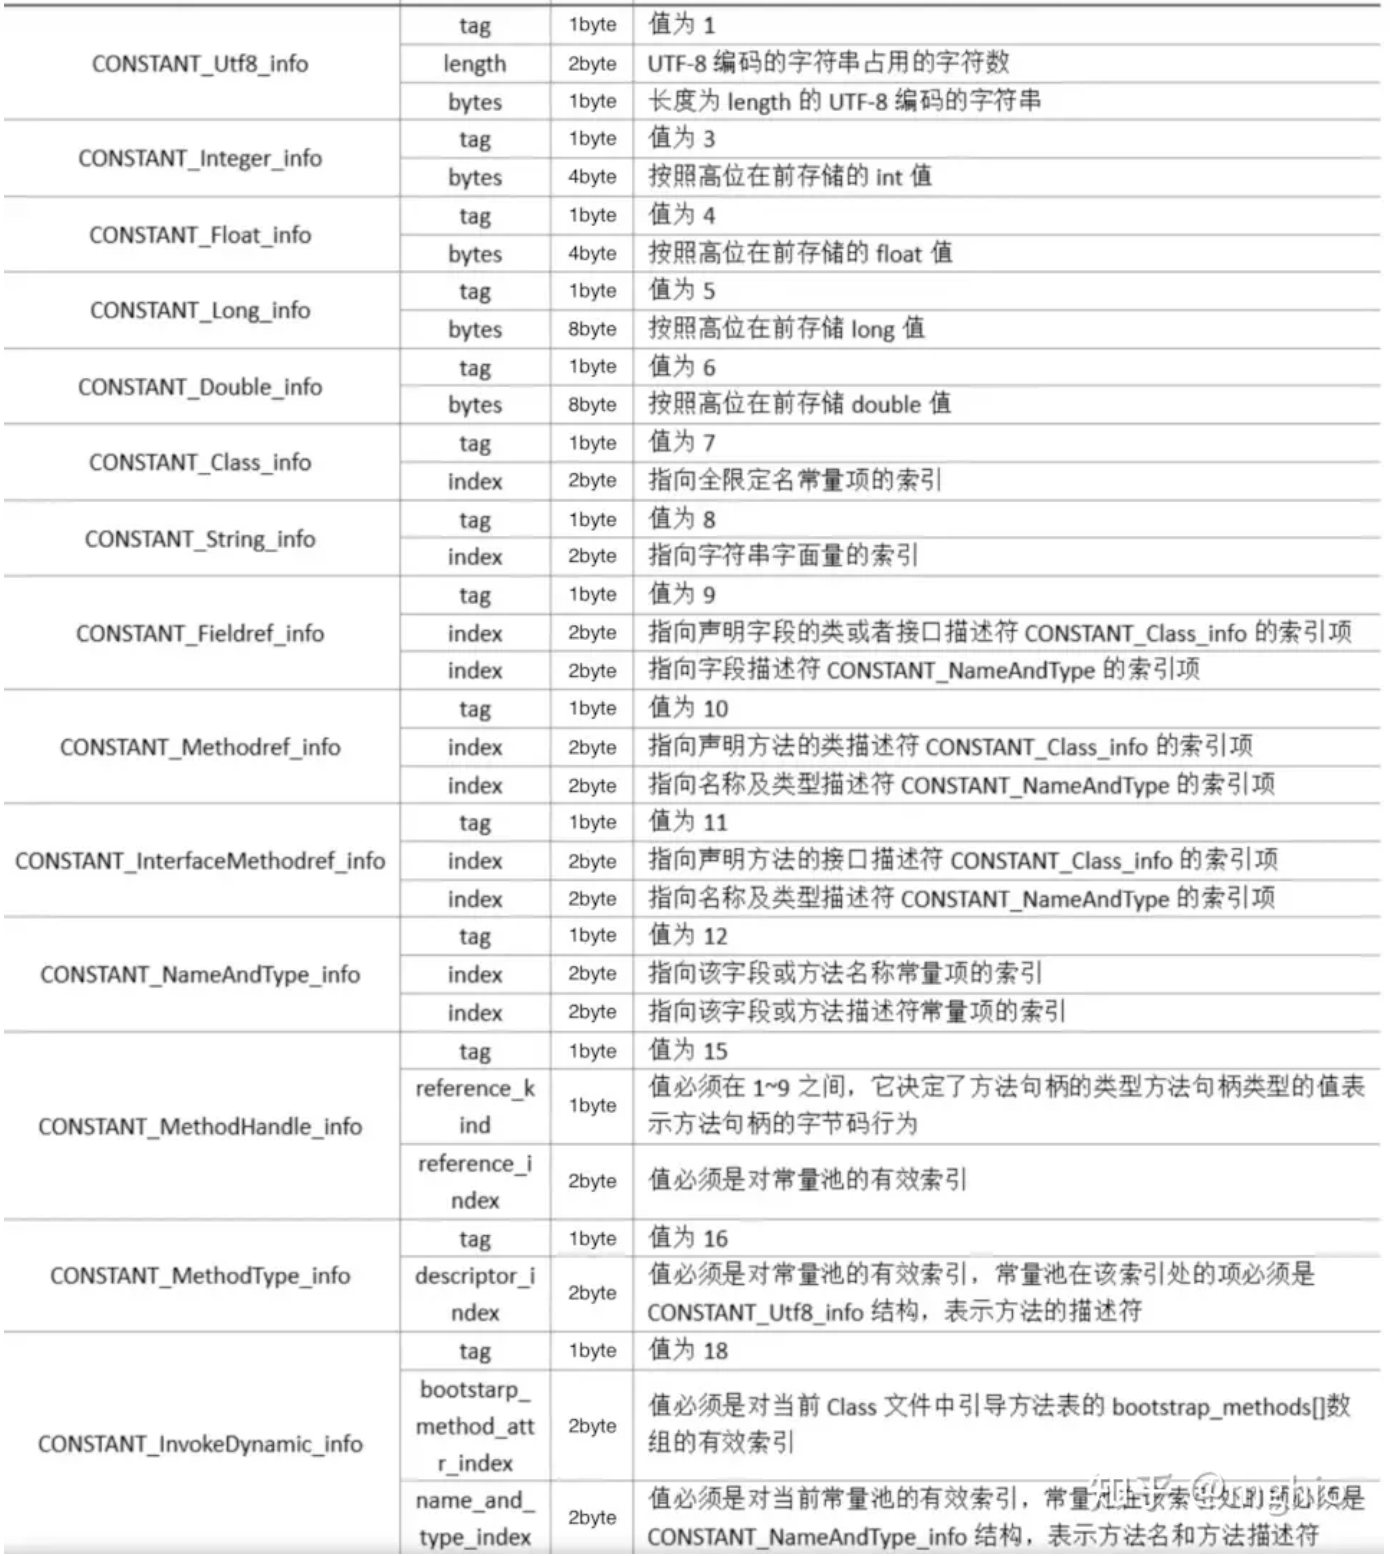 CONSTANT_Utf8_info
tag 1byte 值为 1
length 2byte UTF-8 编码的字符串占用的字符数
bytes 1byte 长度为 length 的 UTF-8 编码的字符串
CONSTANT_Integer_info
tag 1byte 值为 3
bytes 4byte 按照高位在前存储的 int 值
CONSTANT_Float_info
tag 1byte 值为 4
bytes 4byte 按照高位在前存储的 float 值
CONSTANT_Long_info
tag 1byte 值为 5
bytes 8byte 按照高位在前存储 long 值
CONSTANT_Double_info
tag 1byte 值为 6
bytes 8byte 按照高位在前存储 double 值
CONSTANT_Class_info
tag 1byte 值为 7
index 2byte 指向全限定名常量项的索引
CONSTANT_String_info
tag 1byte 值为 8
index 2byte 指向字符串字面量的索引
CONSTANT_Fieldref_info
tag 1byte 值为 9
index 2byte 指向声明字段的类或者接口描述符 CONSTANT_Class_info 的索引项
index 2byte 指向字段描述符 CONSTANT_NameAndType 的索引项
CONSTANT_Methodref_info
tag 1byte 值为 10
index 2byte 指向声明方法的类描述符 CONSTANT_Class_info 的索引项
index 2byte 指向名称及类型描述符 CONSTANT_NameAndType 的索引项
CONSTANT_InterfaceMethodref_info
tag 1byte 值为 11
index 2byte 指向声明方法的接口描述符 CONSTANT_Class_info 的索引项
index 2byte 指向名称及类型描述符 CONSTANT_NameAndType 的索引项
CONSTANT_NameAndType_info
tag 1byte 值为 12
index 2byte 指向该字段或方法名称常量项的索引
index 2byte 指向该字段或方法描述符常量项的索引
CONSTANT_MethodHandle_info
tag 1byte 值为 15
reference_k
ind
1byte
值必须在 1~9 之间，它决定了方法句柄的类型方法句柄类型的值表
示方法句柄的字节码行为
reference_i
ndex
2byte
值必须是对常量池的有效索引
CONSTANT_MethodType_info
tag 1byte 值为 16
descriptor_i
ndex
2byte
值必须是对常量池的有效索引，常量池在该索引处的项必须是
CONSTANT_Utf8_info 结构，表示方法的描述符
CONSTANT_InvokeDynamic_info
tag 1byte 值为 18
bootstarp_
method_att
r_index
2byte
值必须是对当前 Class 文件中引导方法表的 bootstrap_methods[]数
组的有效索引
name_and_
type_index
2byte
值必须是对当前常量池的有效索引，常量池在该索引处的项必须是
CONSTANT_NameAndType_info 结构，表示方法名和方法描述符
知乎